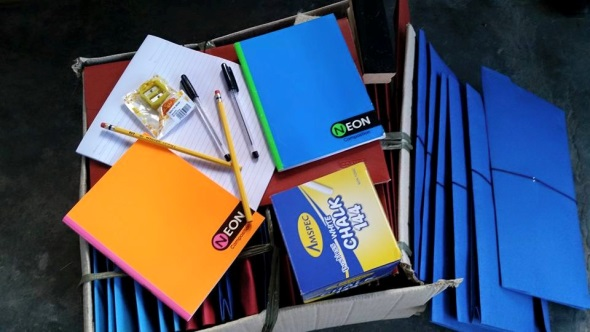 NEON
NEON
AMSPEC
WHITE
CHALK
144